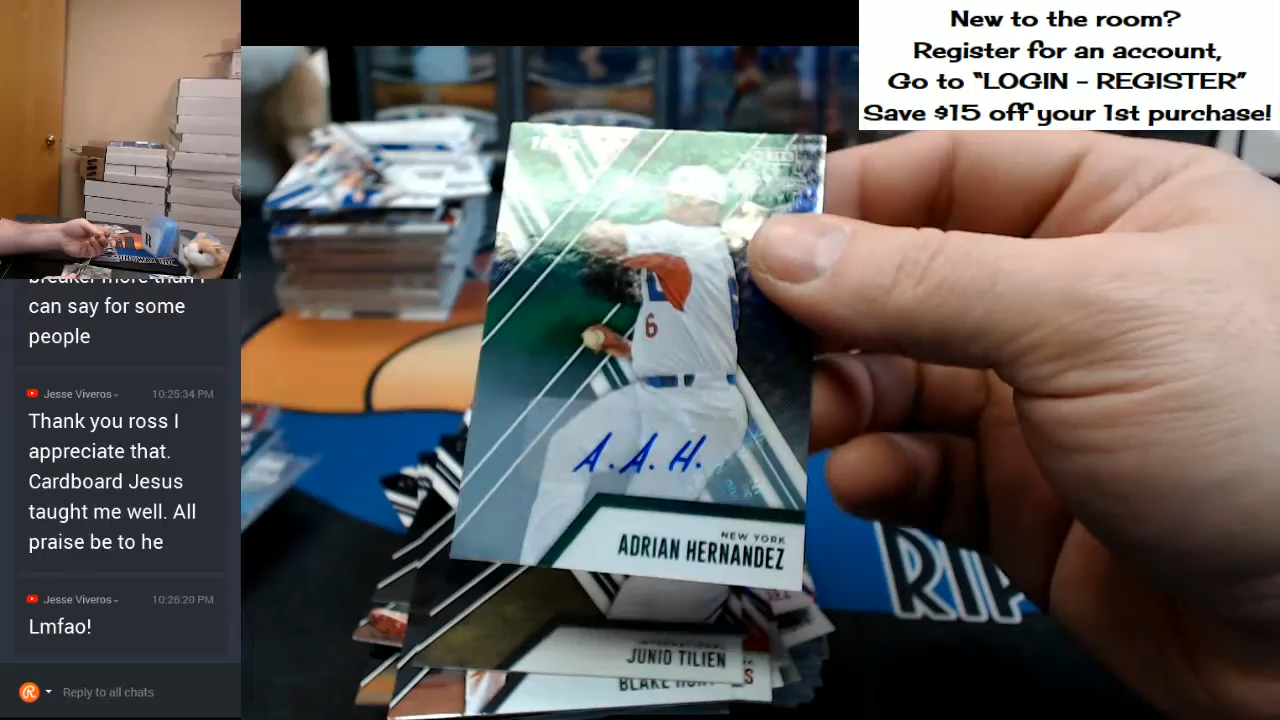 New to the room?
Register for an account,
Go to "LOGIN - REGISTER"
Save $15 off your 1st purchase!
can say for some
people
Jesse Viveros
10:25:34 PM
Thank you ross I
appreciate that.
Cardboard Jesus
taught me well. All
praise be to he
Jesse Viveros
10:26:20 PM
Lmfao!
Reply to all chats
6
A. A. H.
NEW YORK
ADRIAN HERNANDEZ
INTERNATIONAL
JUNIO TILIEN
BLAKE
RIP